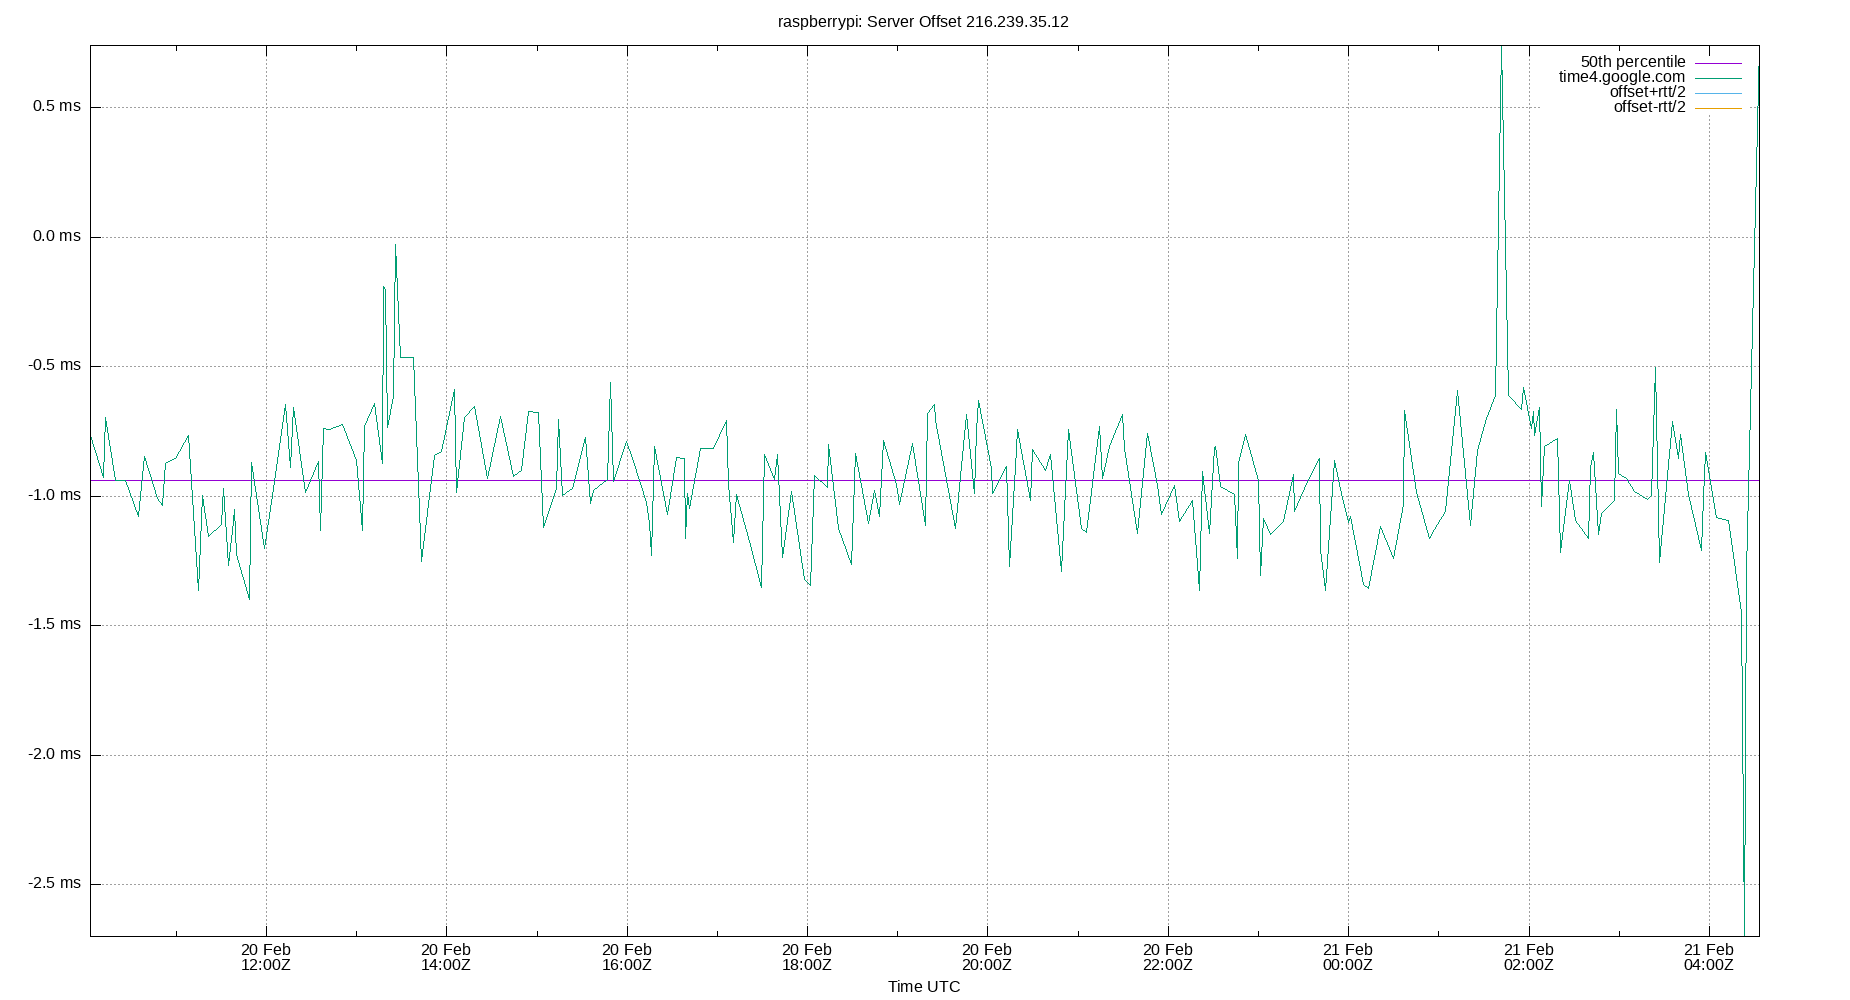 raspberrypi: Server Offset 216.239.35.12
50th percentile
time4.google.com
offset+rtt/2
offset-rtt/2
0.5 ms
0.0 ms
-0.5 ms
-1.0 ms
-1.5 ms
-2.0 ms
-2.5 ms
20 Feb 20 Feb 20 Feb 20 Feb 20 Feb 20 Feb 21 Feb 21 Feb 21 Feb
12:00Z 14:00Z 16:00Z 18:00Z 20:00Z 22:00Z 00:00Z 02:00Z 04:00Z
Time UTC